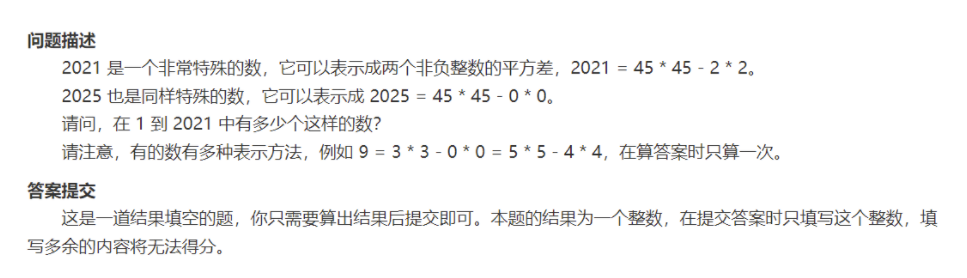 问题描述
2021 是一个非常特殊的数，它可以表示成两个非负整数的平方差，2021 = 45 * 45 - 2 * 2。
2025 也是同样特殊的数，它可以表示成 2025 = 45 * 45 - 0 * 0。
请问，在 1 到 2021 中有多少个这样的数？
请注意，有的数有多种表示方法，例如 9 = 3 * 3 - 0 * 0 = 5 * 5 - 4 * 4，在算答案时只算一次。
答案提交
这是一道结果填空的题，你只需要算出结果后提交即可。本题的结果为一个整数，在提交答案时只填写这个整数，填
写多余的内容将无法得分。